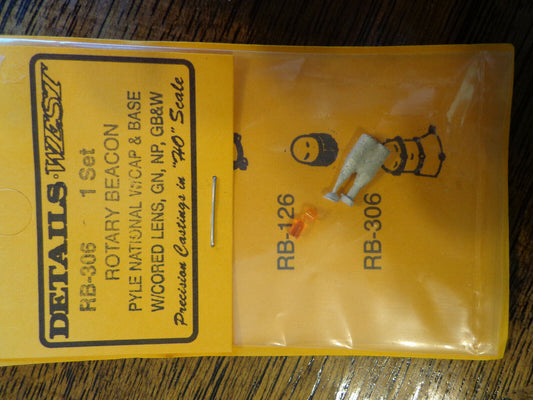 DETAILS WEST
RB-306 1 Set
ROTARY BEACON
PYLE NATIONAL W/CAP & BASE
W/CORED LENS, GN, NP, GB&W
Precision Castings in "HO" Scale
RB-126
RB-306